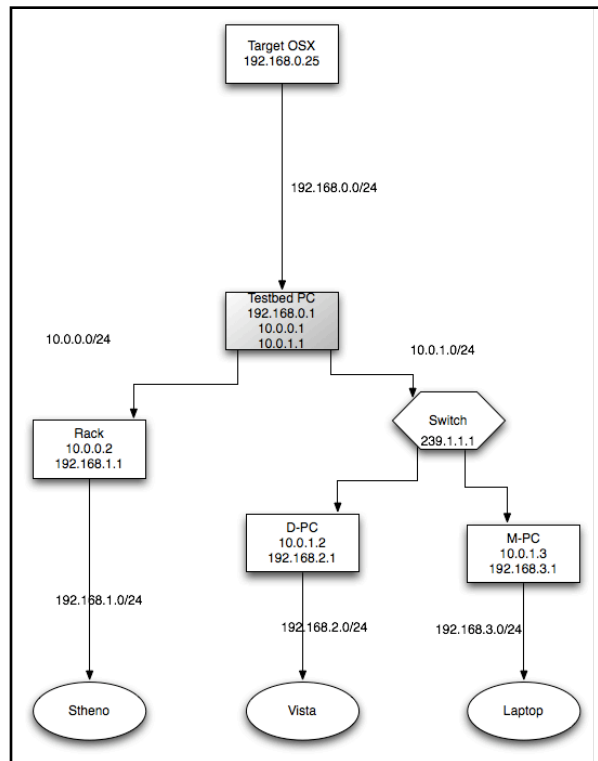 Target OSX
192.168.0.25
192.168.0.0/24
Testbed PC
192.168.0.1
10.0.0.1
10.0.1.1
10.0.0.0/24
10.0.1.0/24
Rack
10.0.0.2
192.168.1.1
Switch
239.1.1.1
D-PC
10.0.1.2
192.168.2.1
M-PC
10.0.1.3
192.168.3.1
192.168.1.0/24
192.168.2.0/24
192.168.3.0/24
Stheno
Vista
Laptop